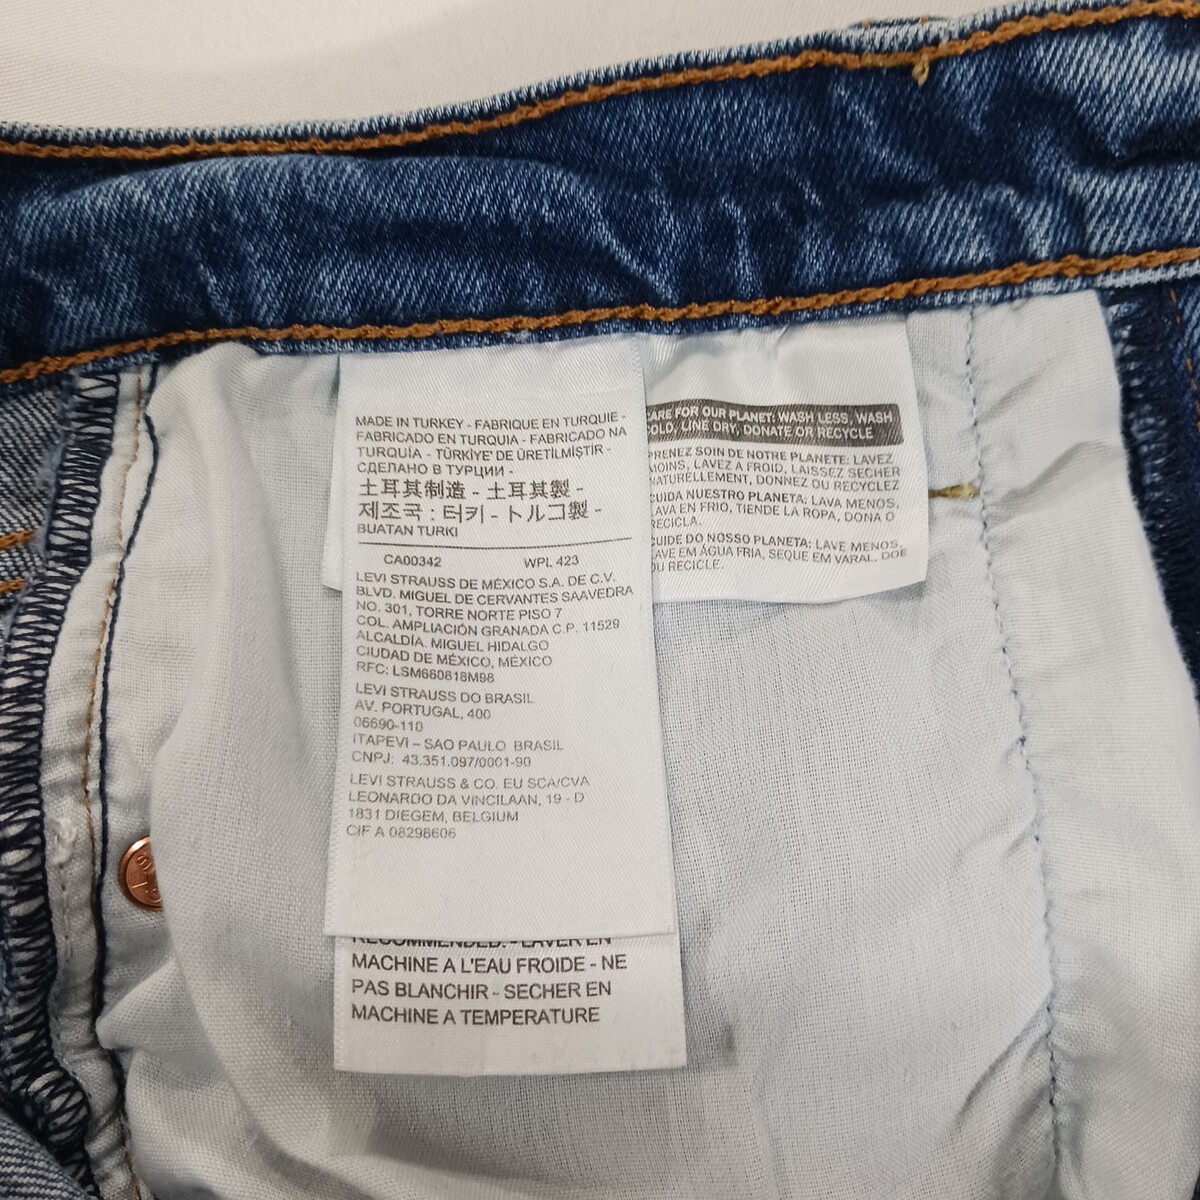 MADE IN TURKEY - FABRIQUE EN TURQUIE -
FABRICADO EN TURQUIA - FABRICADO NA
TURQUÍA - TÜRKİYE' DE ÜRETİLMİŞTİR -
СДЕЛАНО В ТУРЦИИ -
土耳其制造 - 土耳其製 -
제조국 : 터키 - トルコ製 -
BUATAN TURKI
CA00342 WPL 423
LEVI STRAUSS DE MÉXICO S.A. DE C.V.
BLVD. MIGUEL DE CERVANTES SAAVEDRA
NO. 301, TORRE NORTE PISO 7
COL. AMPLIACIÓN GRANADA C.P. 11529
ALCALDÍA. MIGUEL HIDALGO
CIUDAD DE MÉXICO, MÉXICO
RFC: LSM660818M98
LEVI STRAUSS DO BRASIL
AV. PORTUGAL, 400
06690-110
ITAPEVI – SAO PAULO BRASIL
CNPJ: 43.351.097/0001-90
LEVI STRAUSS & CO. EU SCA/CVA
LEONARDO DA VINCILAAN, 19 - D
1831 DIEGEM, BELGIUM
CIF A 08298606
RECOMMENDED. - LAVER EN
MACHINE A L'EAU FROIDE - NE
PAS BLANCHIR - SECHER EN
MACHINE A TEMPERATURE
CARE FOR OUR PLANET: WASH LESS, WASH
COLD, LINE DRY, DONATE OR RECYCLE
PRENEZ SOIN DE NOTRE PLANETE: LAVEZ
MOINS, LAVEZ A FROID, LAISSEZ SECHER
NATURELLEMENT, DONNEZ OU RECYCLEZ
CUIDA NUESTRO PLANETA: LAVA MENOS,
LAVA EN FRIO, TIENDE LA ROPA, DONA O
RECICLA.
CUIDE DO NOSSO PLANETA: LAVE MENOS,
LAVE EM ÁGUA FRIA, SEQUE EM VARAL. DOE
OU RECICLE.